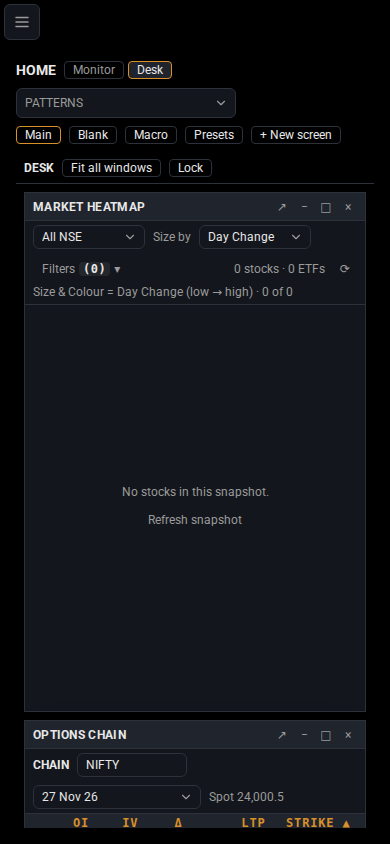 HOME Monitor Desk
PATTERNS
Main Blank Macro Presets + New screen
DESK Fit all windows Lock
MARKET HEATMAP ↗ − □ ×
All NSE Size by Day Change
Filters (0) ▾ 0 stocks · 0 ETFs ⟳
Size & Colour = Day Change (low → high) · 0 of 0
No stocks in this snapshot.
Refresh snapshot
OPTIONS CHAIN ↗ − □ ×
CHAIN NIFTY
27 Nov 26 Spot 24,000.5
OI IV Δ LTP STRIKE ▲